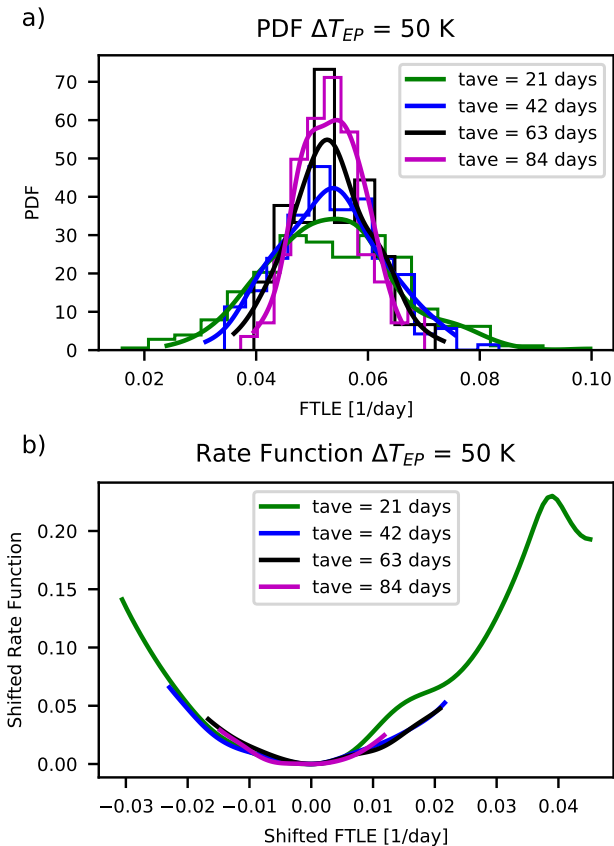 a)
PDF ΔT_EP = 50 K
PDF
70
60
50
40
30
20
10
0
tave = 21 days
tave = 42 days
tave = 63 days
tave = 84 days
0.02 0.04 0.06 0.08 0.10
FTLE [1/day]
b)
Rate Function ΔT_EP = 50 K
Shifted Rate Function
0.20
0.15
0.10
0.05
0.00
tave = 21 days
tave = 42 days
tave = 63 days
tave = 84 days
−0.03 −0.02 −0.01 0.00 0.01 0.02 0.03 0.04
Shifted FTLE [1/day]